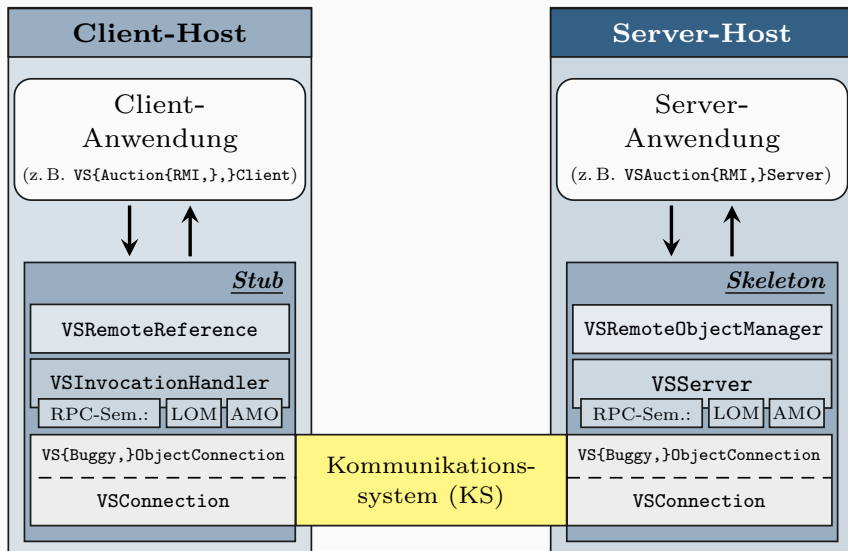 Client-Host
Client-
Anwendung
(z. B. VS{Auction{RMI,},}Client)
Stub
VSRemoteReference
VSInvocationHandler
RPC-Sem.: LOM AMO
VS{Buggy,}ObjectConnection
VSConnection
Kommunikations-
system (KS)
Server-Host
Server-
Anwendung
(z. B. VSAuction{RMI,}Server)
Skeleton
VSRemoteObjectManager
VSServer
RPC-Sem.: LOM AMO
VS{Buggy,}ObjectConnection
VSConnection